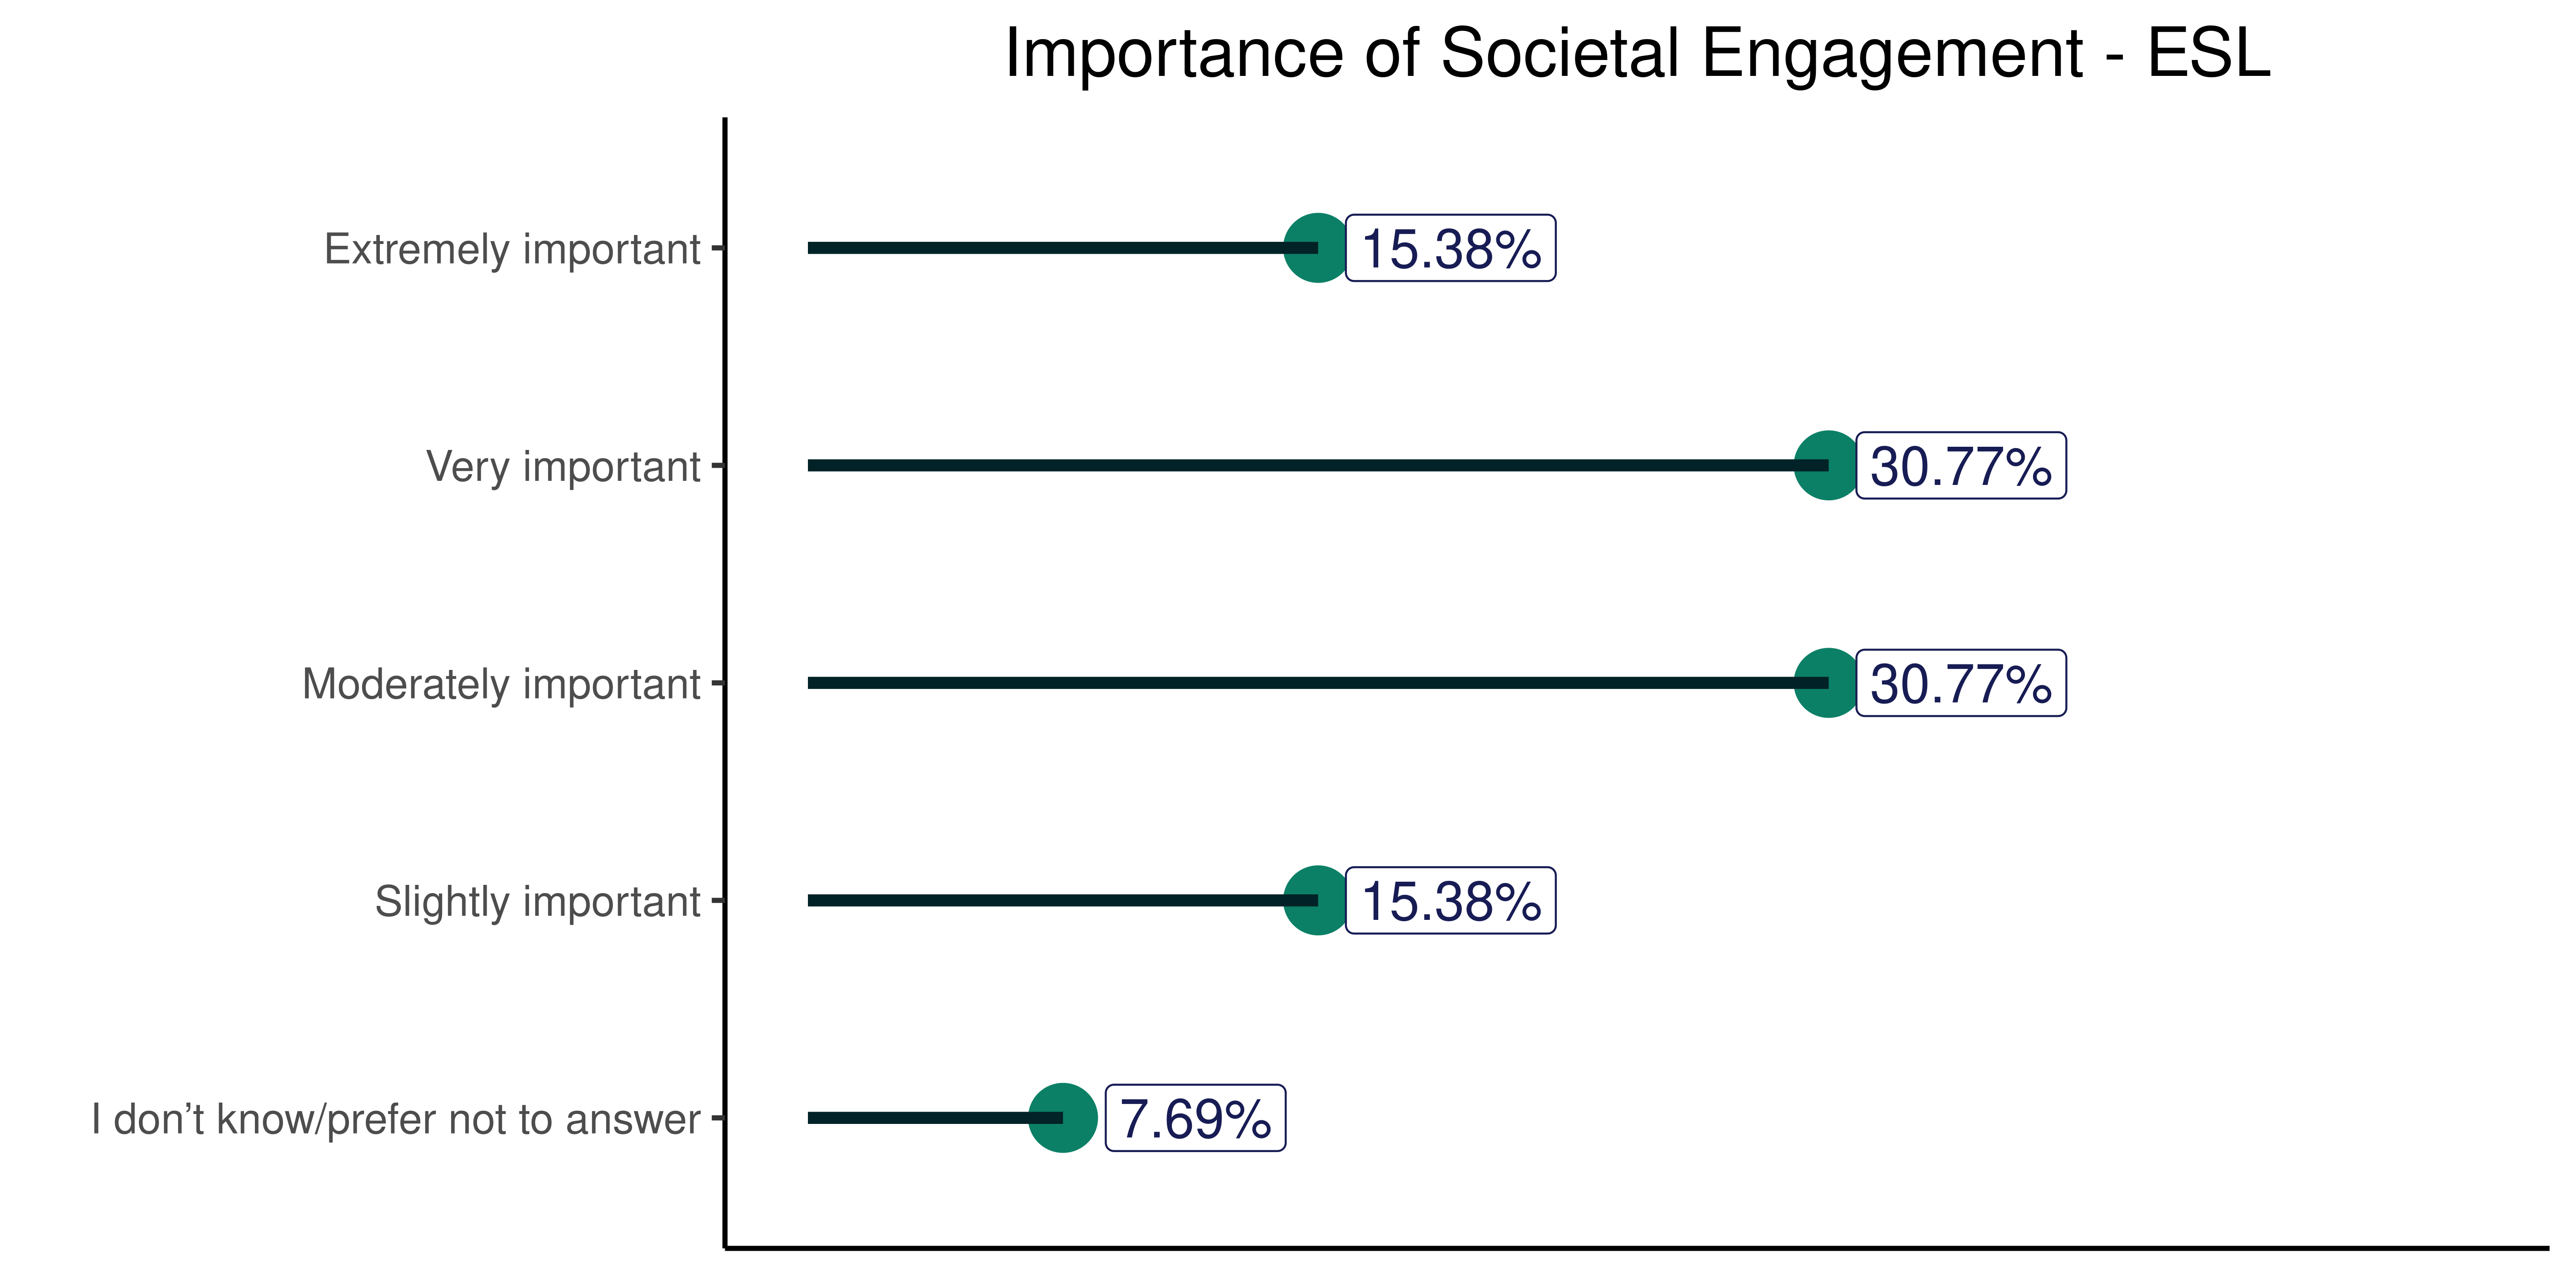 Importance of Societal Engagement - ESL
Extremely important
15.38%
Very important
30.77%
Moderately important
30.77%
Slightly important
15.38%
I don’t know/prefer not to answer
7.69%